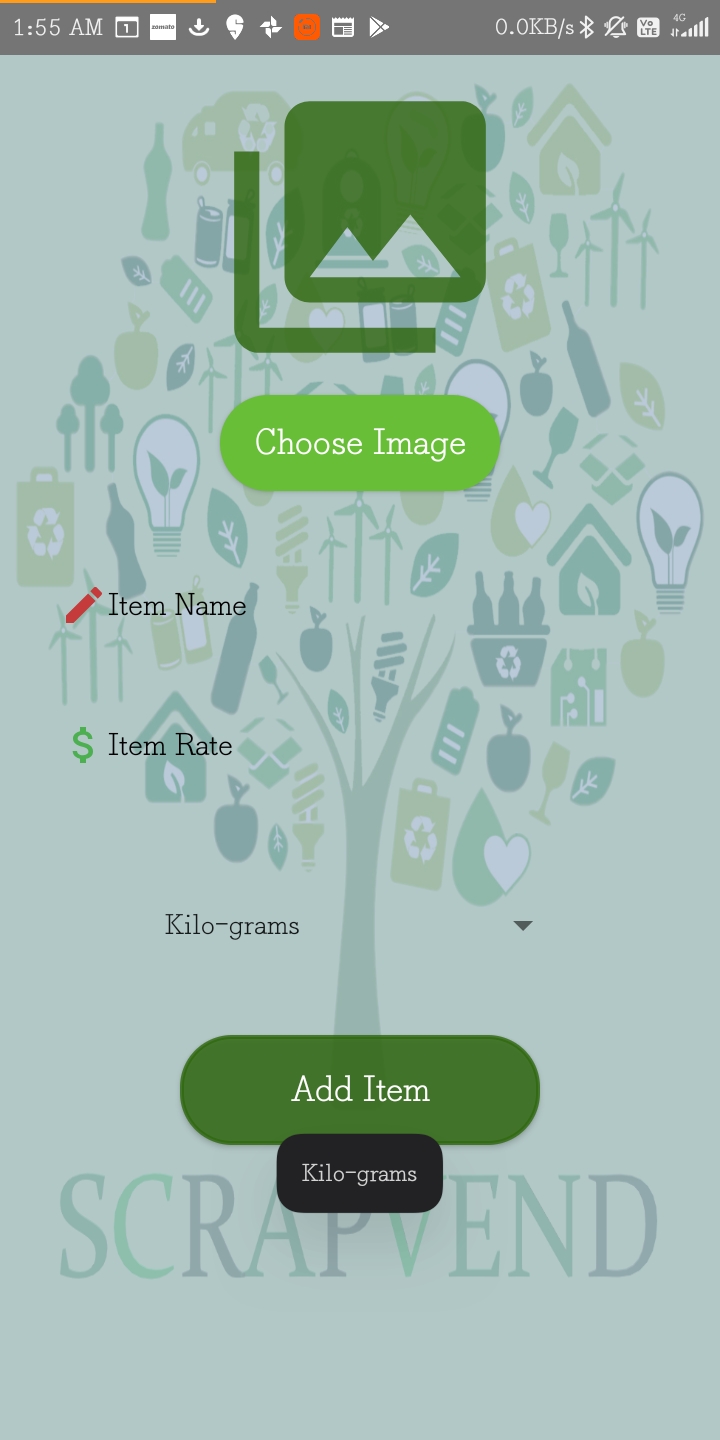 1:55 AM 1 zomato 0.0KB/s Vo LTE 4G
Choose Image
Item Name
$ Item Rate
Kilo-grams
Add Item
Kilo-grams
SCRAPVEND